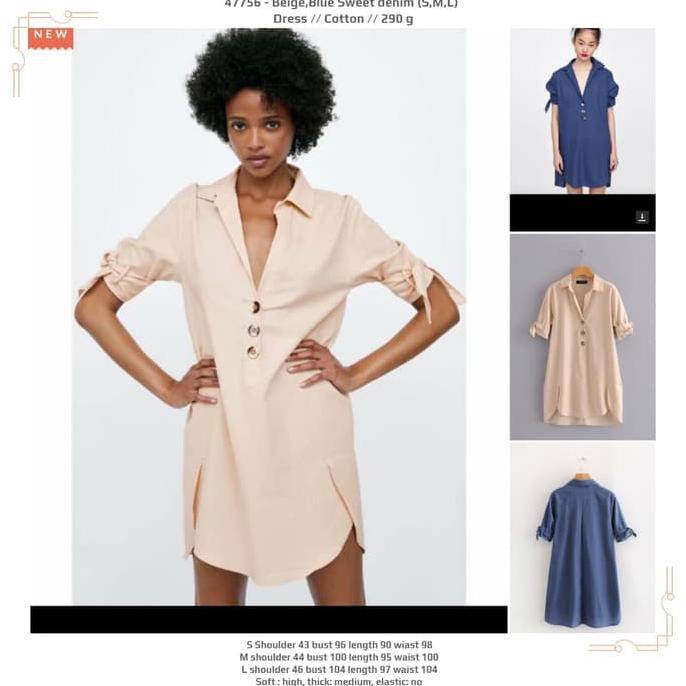 47756 - Beige,Blue Sweet denim (S,M,L)
Dress // Cotton // 290 g
NEW
S Shoulder 43 bust 96 length 90 wiast 98
M shoulder 44 bust 100 length 95 waist 100
L shoulder 46 bust 104 length 97 waist 104
Soft : high, thick: medium, elastic: no